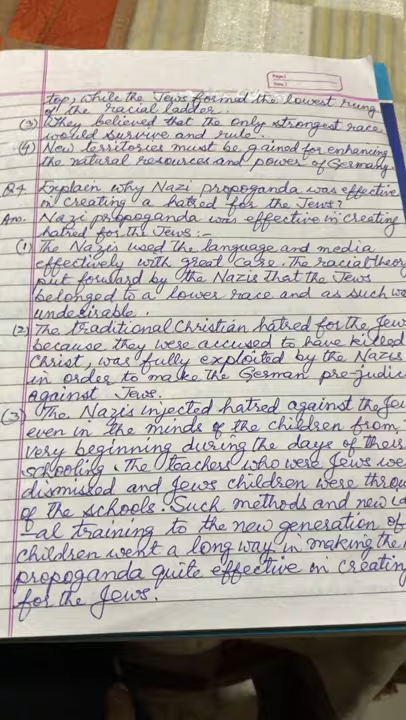 Page:
Date:
top, while the Jews formed the lowest rung
of the racial ladder.
(3) They believed that the only strongest race
would survive and rule.
(4) New territories must be gained for enhancing
the natural resources and power of Germany
Q4 Explain why Nazi propoganda was effective
in creating a hatred for the Jews?
Ans. Nazi propoganda was effective in creating
hatred for the Jews :-
(1) The Nazis used the language and media
effectively with great care. The racial theory
put forward by the Nazis that the Jews
belonged to a lower race and as such w
undesirable.
(2) The traditional Christian hatred for the Jew
because they were accused to have killed
Christ, was fully exploited by the Nazis
in order to make the German pre-judic
against Jews.
(3) The Nazis injected hatred against the Je
even in the minds of the children from
very beginning during the days of their
schooling. The teachers who were Jews we
dismissed and Jews children were throw
of the schools. Such methods and new
-al training to the new generation of
children went a long way in making the
propoganda quite effective in creatin
for the Jews.